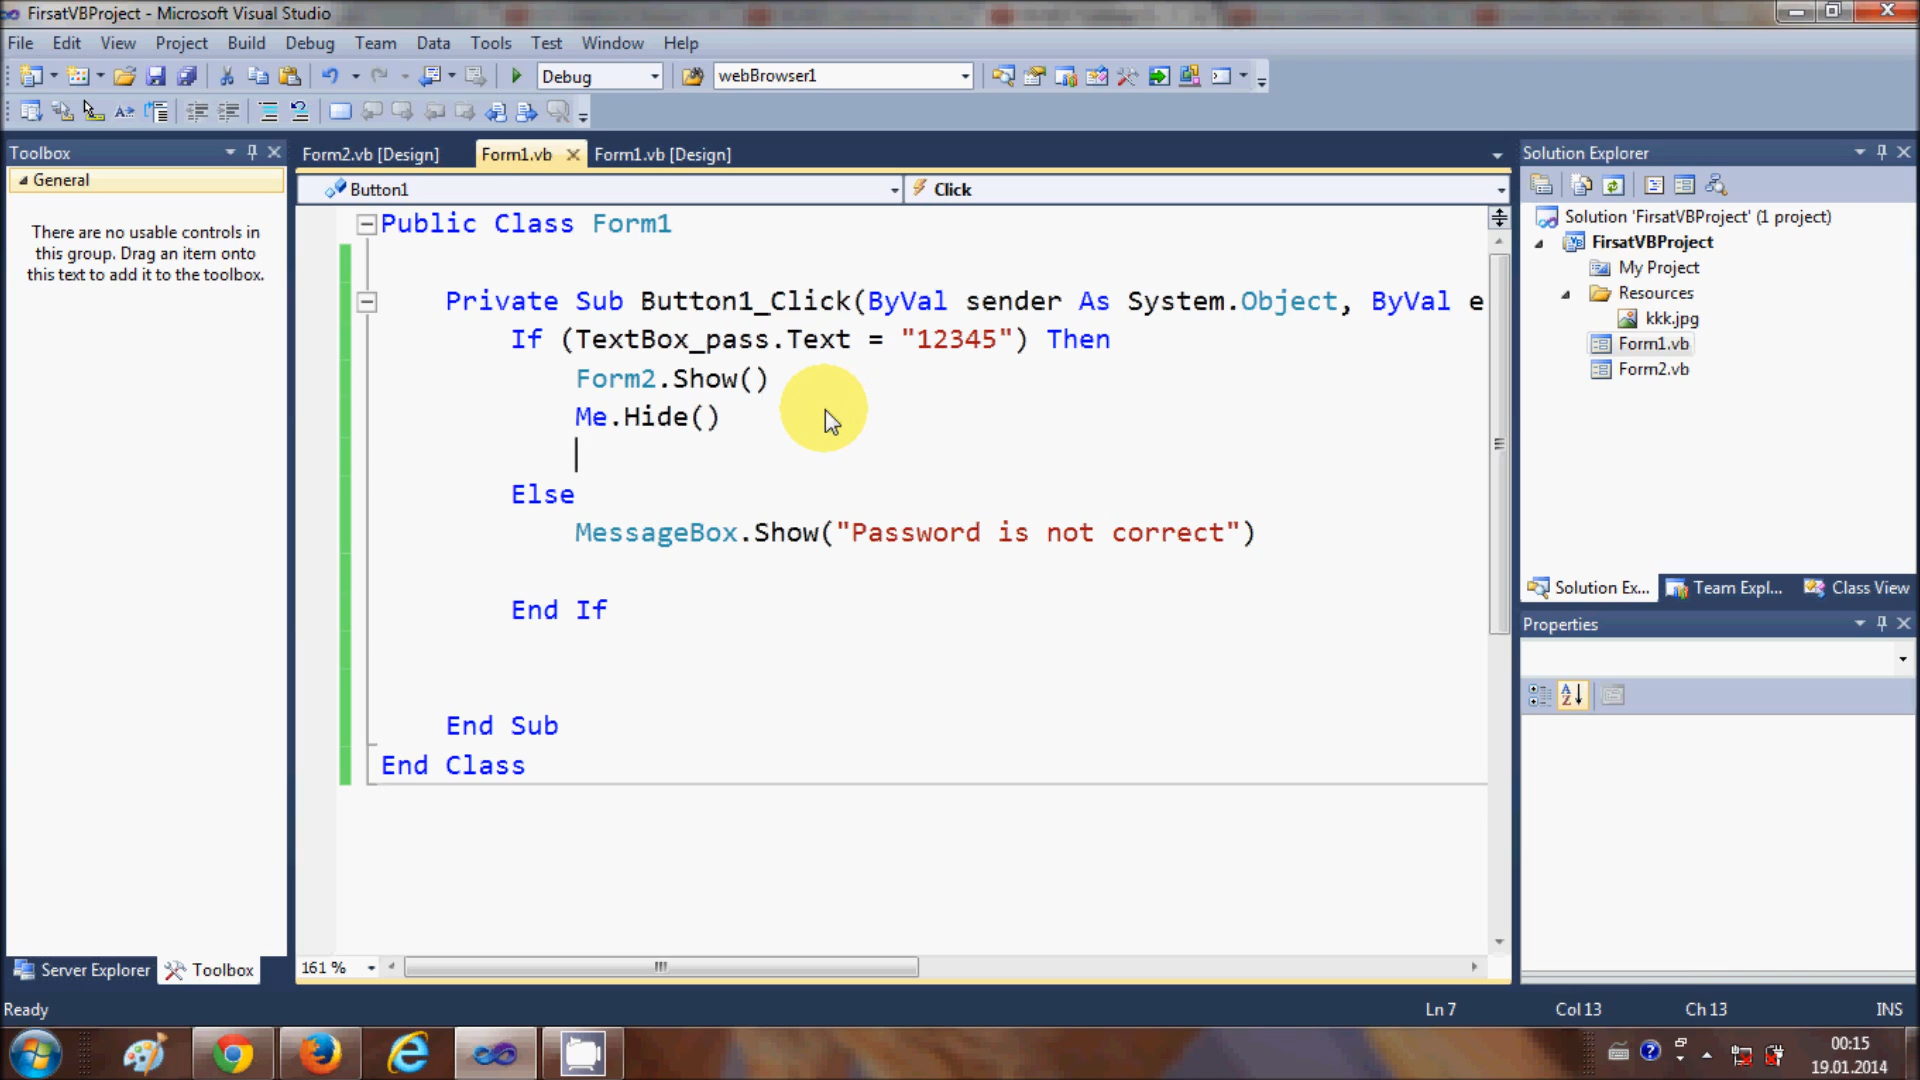 FirsatVBProject - Microsoft Visual Studio
File Edit View Project Build Debug Team Data Tools Test Window Help
Debug webBrowser1
Toolbox
General
There are no usable controls in
this group. Drag an item onto
this text to add it to the toolbox.
Server Explorer Toolbox
Form2.vb [Design] Form1.vb Form1.vb [Design]
Button1 Click
Public Class Form1
Private Sub Button1_Click(ByVal sender As System.Object, ByVal e
If (TextBox_pass.Text = "12345") Then
Form2.Show()
Me.Hide()
Else
MessageBox.Show("Password is not correct")
End If
End Sub
End Class
161 %
Solution Explorer
Solution 'FirsatVBProject' (1 project)
FirsatVBProject
My Project
Resources
kkk.jpg
Form1.vb
Form2.vb
Solution Ex... Team Expl... Class View
Properties
Ready Ln 7 Col 13 Ch 13 INS
00:15
19.01.2014